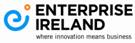 ENTERPRISE
IRELAND
where innovation means business